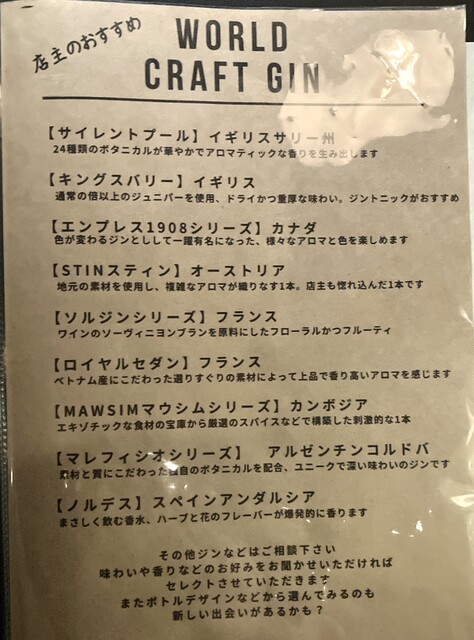 店主のおすすめ
WORLD
CRAFT GIN
【サイレントプール】イギリスサリー州
24種類のボタニカルが華やかでアロマティックな香りを生み出します
【キングスバリー】イギリス
通常の倍以上のジュニパーを使用、ドライかつ重厚な味わい。ジントニックがおすすめ
【エンプレス1908シリーズ】カナダ
色が変わるジンとしして一躍有名になった、様々なアロマと色を楽しめます
【STINスティン】オーストリア
地元の素材を使用し、複雑なアロマが織りなす1本。店主も惚れ込んだ1本です
【ソルジンシリーズ】フランス
ワインのソーヴィニヨンブランを原料にしたフローラルかつフルーティ
【ロイヤルセダン】フランス
ベトナム産にこだわった選りすぐりの素材によって上品で香り高いアロマを感じます
【MAWSIMマウシムシリーズ】カンボジア
エキゾチックな食材の宝庫から厳選のスパイスなどで構築した刺激的な1本
【マレフィシオシリーズ】 アルゼンチンコルドバ
素材と質にこだわった独自のボタニカルを配合、ユニークで深い味わいのジンです
【ノルデス】スペインアンダルシア
まさしく飲む香水、ハーブと花のフレーバーが爆発的に香ります
その他ジンなどはご相談下さい
味わいや香りなどのお好みをお聞かせいただければ
セレクトさせていただきます
またボトルデザインなどから選んでみるのも
新しい出会いがあるかも？